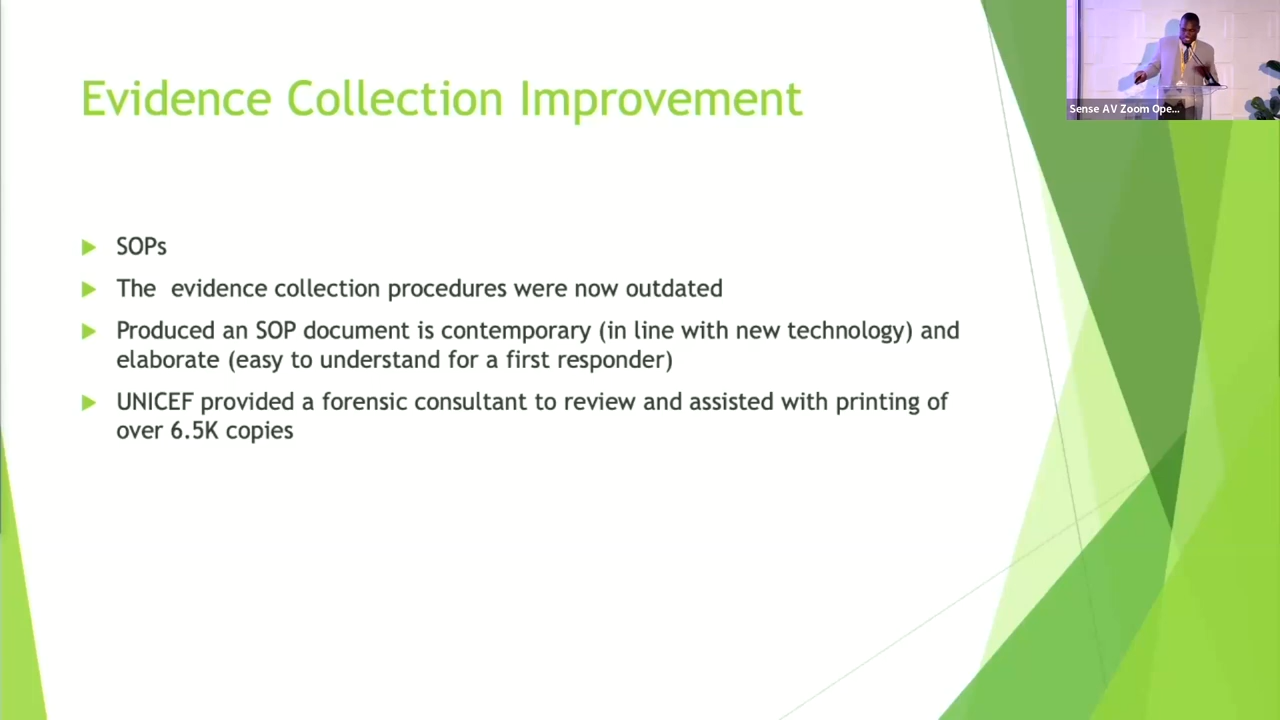 Evidence Collection Improvement
Sense AV Zoom Ope...
SOPs
The evidence collection procedures were now outdated
Produced an SOP document is contemporary (in line with new technology) and
elaborate (easy to understand for a first responder)
UNICEF provided a forensic consultant to review and assisted with printing of
over 6.5K copies